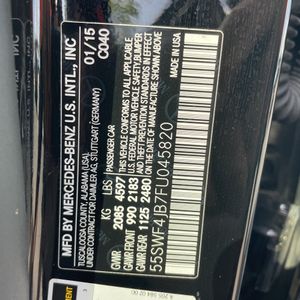 MFD BY MERCEDES-BENZ U.S. INTL., INC
TUSCALOOSA COUNTY, ALABAMA (USA).
UNDER CONTRACT FOR DAIMLER AG, STUTTGART (GERMANY)
01/15
C040
KG LBS PASSENGER CAR
GVWR 2085 4597
GWR FRONT 990 2183
GWR REAR 1125 2480
THIS VEHICLE CONFORMS TO ALL APPLICABLE
U.S. FEDERAL MOTOR VEHICLE SAFETY, BUMPER,
AND THEFT PREVENTION STANDARDS
IN EFFECT ON THE DATE OF MANUFACTURE
SHOWN ABOVE.
55SWF4JB7FU045820
MADE IN USA